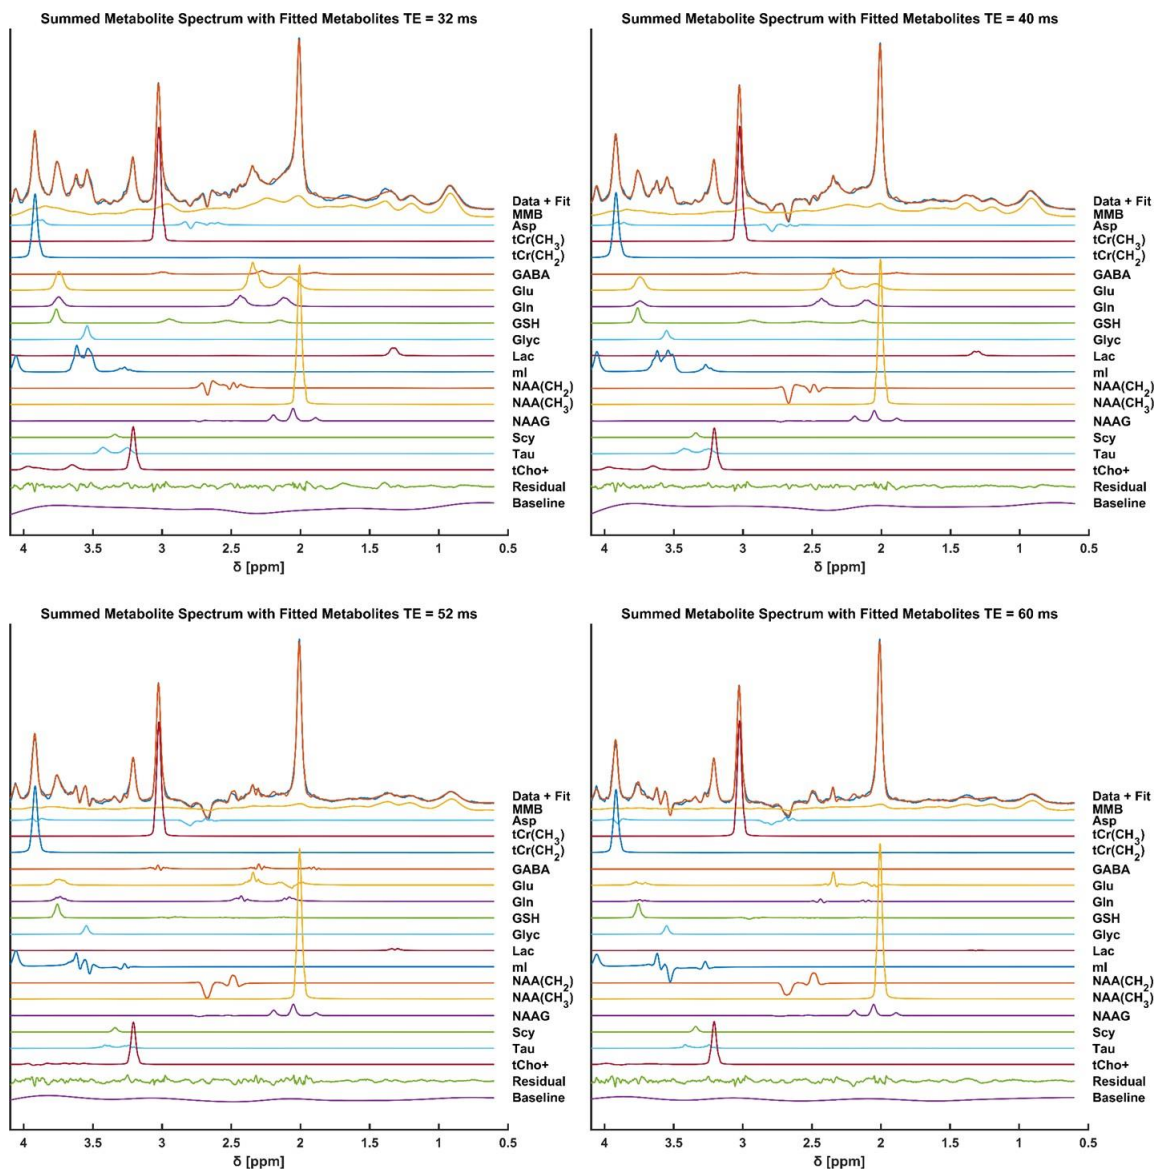 Summed Metabolite Spectrum with Fitted Metabolites TE = 32 ms
Data + Fit
MMB
Asp
tCr(CH₃)
tCr(CH₂)
GABA
Glu
Gln
GSH
Glyc
Lac
mI
NAA(CH₂)
NAA(CH₃)
NAAG
Scy
Tau
tCho+
Residual
Baseline
4 3.5 3 2.5 2 1.5 1 0.5
δ [ppm]
Summed Metabolite Spectrum with Fitted Metabolites TE = 40 ms
Data + Fit
MMB
Asp
tCr(CH₃)
tCr(CH₂)
GABA
Glu
Gln
GSH
Glyc
Lac
mI
NAA(CH₂)
NAA(CH₃)
NAAG
Scy
Tau
tCho+
Residual
Baseline
4 3.5 3 2.5 2 1.5 1 0.5
δ [ppm]
Summed Metabolite Spectrum with Fitted Metabolites TE = 52 ms
Data + Fit
MMB
Asp
tCr(CH₃)
tCr(CH₂)
GABA
Glu
Gln
GSH
Glyc
Lac
mI
NAA(CH₂)
NAA(CH₃)
NAAG
Scy
Tau
tCho+
Residual
Baseline
4 3.5 3 2.5 2 1.5 1 0.5
δ [ppm]
Summed Metabolite Spectrum with Fitted Metabolites TE = 60 ms
Data + Fit
MMB
Asp
tCr(CH₃)
tCr(CH₂)
GABA
Glu
Gln
GSH
Glyc
Lac
mI
NAA(CH₂)
NAA(CH₃)
NAAG
Scy
Tau
tCho+
Residual
Baseline
4 3.5 3 2.5 2 1.5 1 0.5
δ [ppm]